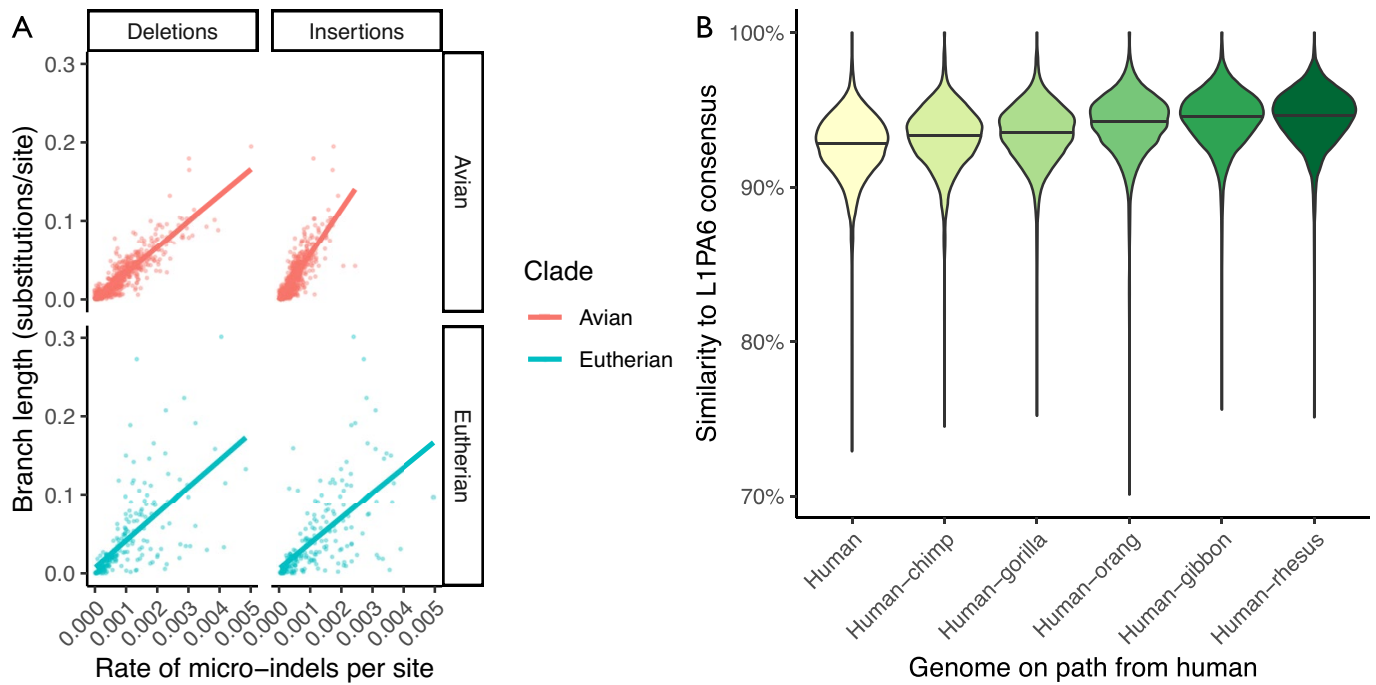 A
Deletions
Insertions
Branch length (substitutions/site)
0.3
0.2
0.1
0.0
Avian
0.3
0.2
0.1
0.0
Eutherian
0.000
0.001
0.002
0.003
0.004
0.005
0.000
0.001
0.002
0.003
0.004
0.005
Rate of micro−indels per site
Clade
Avian
Eutherian
B
Similarity to L1PA6 consensus
100%
90%
80%
70%
Human
Human−chimp
Human−gorilla
Human−orang
Human−gibbon
Human−rhesus
Genome on path from human